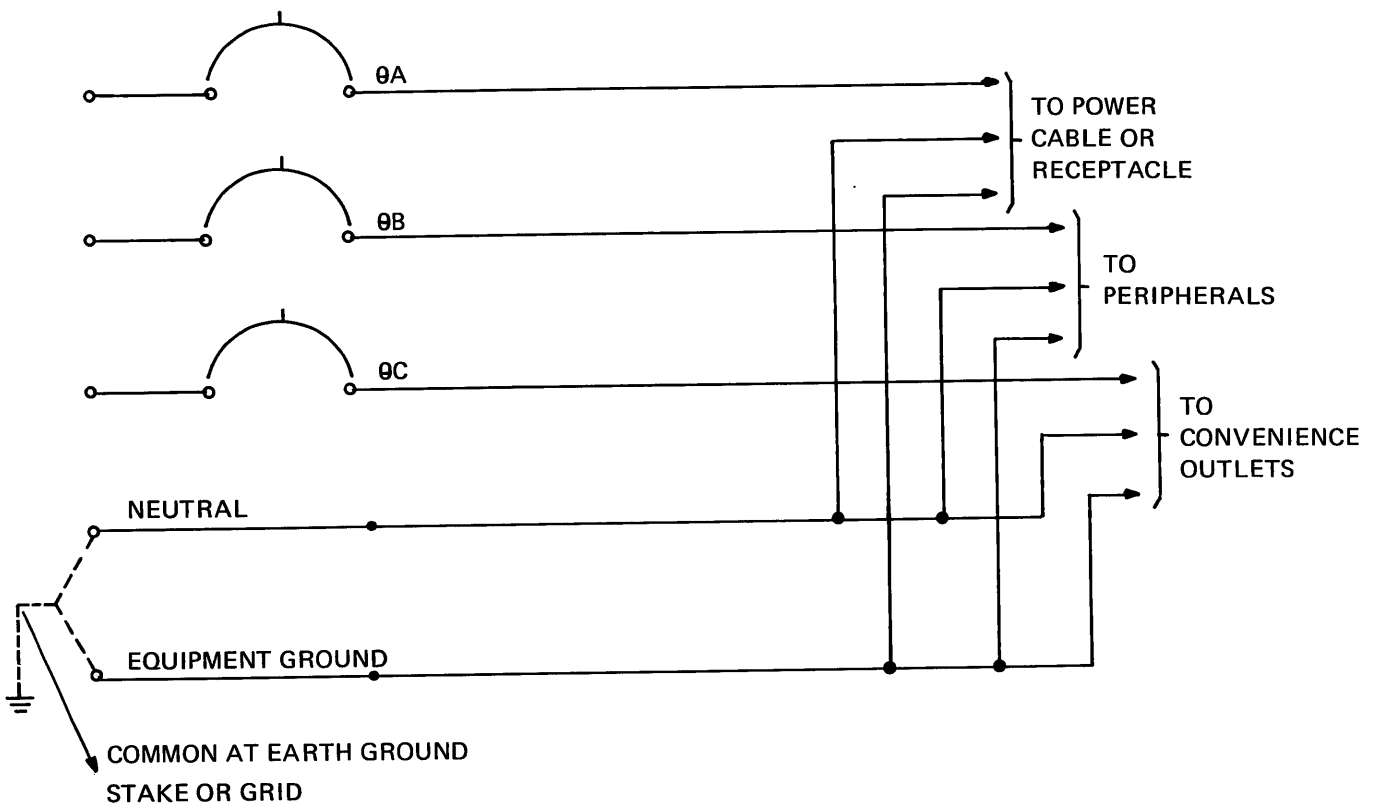 θA
TO POWER
CABLE OR
RECEPTACLE
θB
TO
PERIPHERALS
θC
TO
CONVENIENCE
OUTLETS
NEUTRAL
EQUIPMENT GROUND
COMMON AT EARTH GROUND
STAKE OR GRID